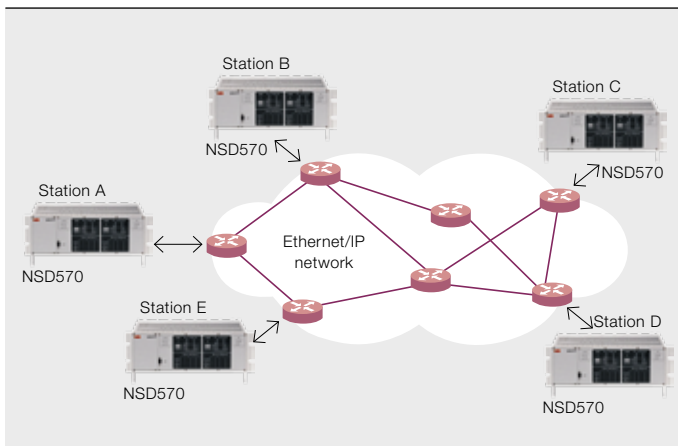 Station B
NSD570
Station C
NSD570
Station A
NSD570
Ethernet/IP
network
Station E
NSD570
Station D
NSD570